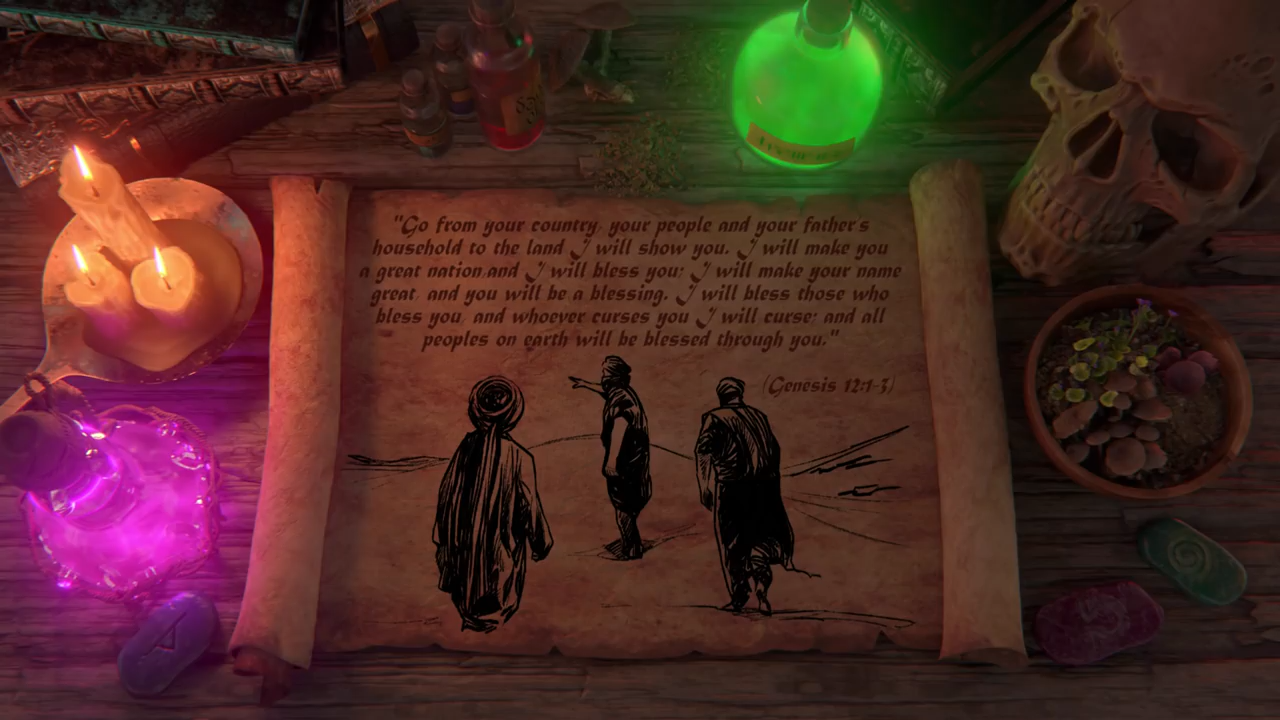 "Go from your country, your people and your father's
household to the land I will show you. I will make you
a great nation,and I will bless you; I will make your name
great, and you will be a blessing. I will bless those who
bless you, and whoever curses you I will curse; and all
peoples on earth will be blessed through you."
(Genesis 12:1-3)